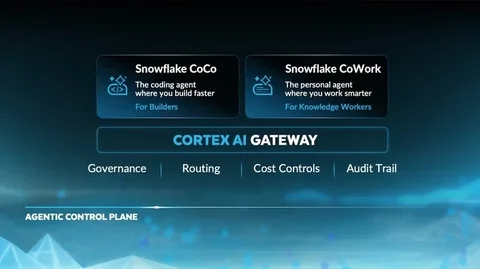 Snowflake CoCo
The coding agent
where you build faster
For Builders
Snowflake CoWork
The personal agent
where you work smarter
For Knowledge Workers
CORTEX AI GATEWAY
Governance
Routing
Cost Controls
Audit Trail
AGENTIC CONTROL PLANE